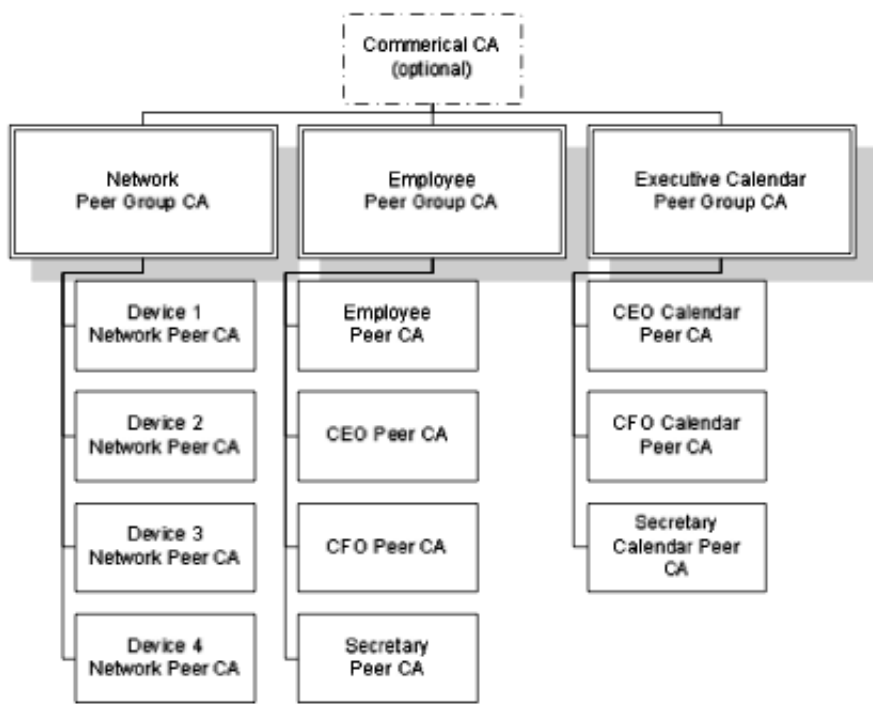 Commerical CA
(optional)
Network
Peer Group CA
Employee
Peer Group CA
Executive Calendar
Peer Group CA
Device 1
Network Peer CA
Employee
Peer CA
CEO Calendar
Peer CA
Device 2
Network Peer CA
CEO Peer CA
CFO Calendar
Peer CA
Device 3
Network Peer CA
CFO Peer CA
Secretary
Calendar Peer
CA
Device 4
Network Peer CA
Secretary
Peer CA